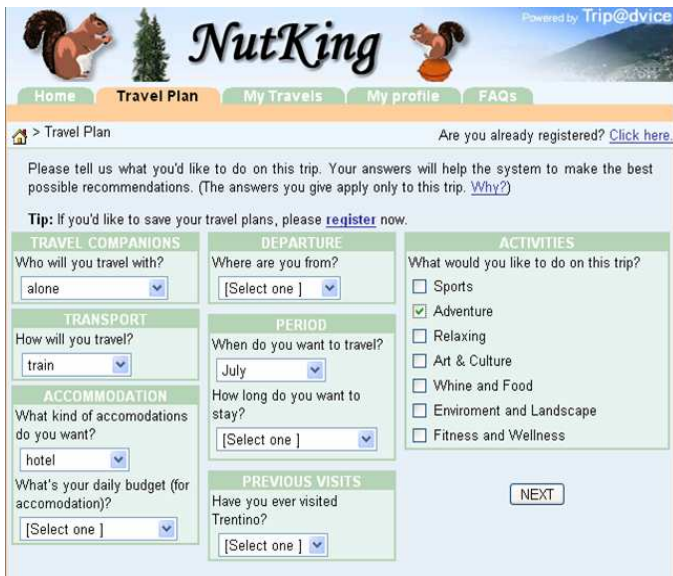 Powered by Trip@dvice
NutKing
Home
Travel Plan
My Travels
My profile
FAQs
> Travel Plan
Are you already registered? Click here.
Please tell us what you'd like to do on this trip. Your answers will help the system to make the best
possible recommendations. (The answers you give apply only to this trip. Why?)
Tip: If you'd like to save your travel plans, please register now.
TRAVEL COMPANIONS
Who will you travel with?
alone
TRANSPORT
How will you travel?
train
ACCOMMODATION
What kind of accomodations
do you want?
hotel
What's your daily budget (for
accomodation)?
[Select one ]
DEPARTURE
Where are you from?
[Select one ]
PERIOD
When do you want to travel?
July
How long do you want to
stay?
[Select one ]
PREVIOUS VISITS
Have you ever visited
Trentino?
[Select one ]
ACTIVITIES
What would you like to do on this trip?
Sports
Adventure
Relaxing
Art & Culture
Whine and Food
Enviroment and Landscape
Fitness and Wellness
NEXT